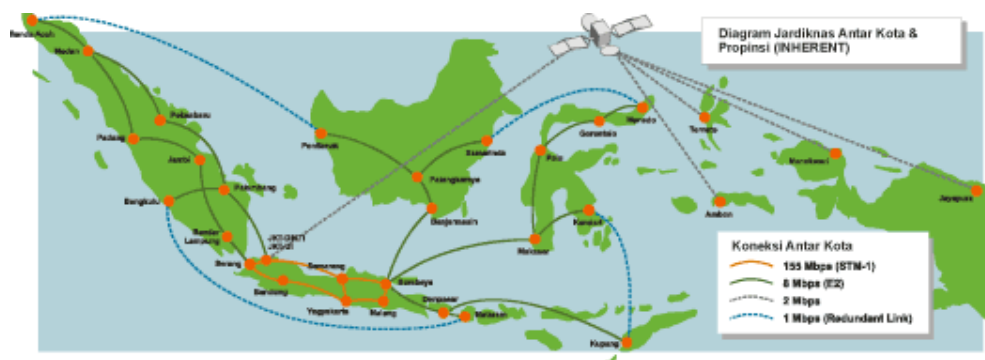 Diagram Jardiknas Antar Kota &
Propinsi (INHERENT)
Banda Aceh
Medan
Pekanbaru
Padang
Jambi
Palembang
Bengkulu
Bandar
Lampung
Serang
Bandung
Semarang
Yogyakarta
Malang
Surabaya
Denpasar
Mataram
Kupang
Pontianak
Palangkaraya
Samarinda
Banjarmasin
Makasar
Kendari
Palu
Gorontalo
Manado
Ternate
Ambon
Manokwari
Jayapura
Koneksi Antar Kota
155 Mbps (STM-1)
8 Mbps (E2)
2 Mbps
1 Mbps (Redundant Link)